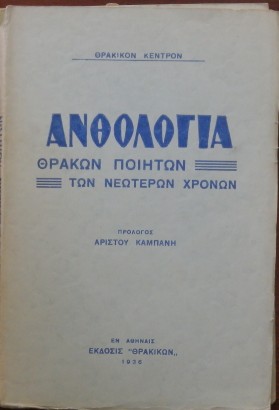 ΘΡΑΚΙΚΟΝ ΚΕΝΤΡΟΝ
ΑΝΘΟΛΟΓΙΑ
ΘΡΑΚΩΝ ΠΟΙΗΤΩΝ
ΤΩΝ ΝΕΩΤΕΡΩΝ ΧΡΟΝΩΝ
ΠΡΟΛΟΓΟΣ
ΑΡΙΣΤΟΥ ΚΑΜΠΑΝΗ
ΕΝ ΑΘΗΝΑΙΣ
ΕΚΔΟΣΙΣ "ΘΡΑΚΙΚΩΝ„